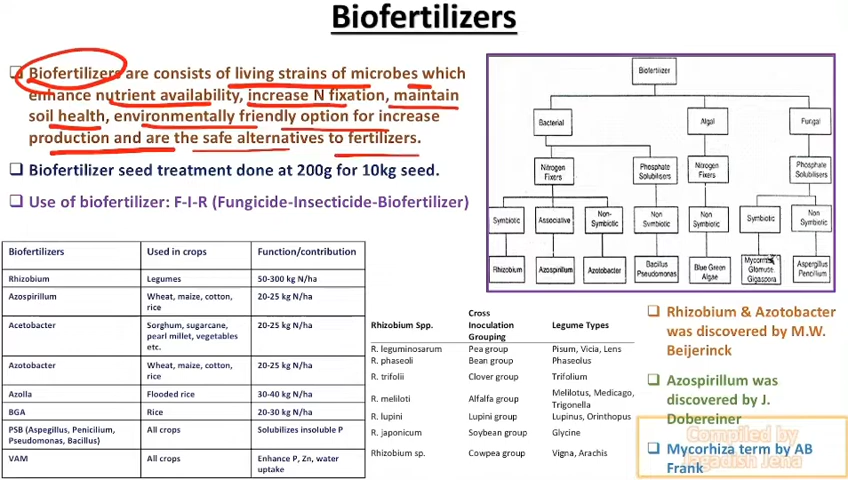 Biofertilizers
❑ Biofertilizers are consists of living strains of microbes which
enhance nutrient availability, increase N fixation, maintain
soil health, environmentally friendly option for increase
production and are the safe alternatives to fertilizers.
❑ Biofertilizer seed treatment done at 200g for 10kg seed.
❑ Use of biofertilizer: F-I-R (Fungicide-Insecticide-Biofertilizer)
Biofertilizer
Bacterial Algal Fungal
Nitrogen Fixers Phosphate Solubilisers Nitrogen Fixers Phosphate Solubilisers
Symbiotic Associative Non-Symbiotic Non Symbiotic Non Symbiotic Symbiotic Non Symbiotic
Rhizobium Azospirillum Azotobacter Bacillus Pseudomonas Blue Green Algae Glomute Gigaspora Aspergillus Pencilium
Biofertilizers Used in crops Function/contribution
Rhizobium Legumes 50-300 kg N/ha
Azospirillum Wheat, maize, cotton, rice 20-25 kg N/ha
Acetobacter Sorghum, sugarcane, pearl millet, vegetables etc. 20-25 kg N/ha
Azotobacter Wheat, maize, cotton, rice 20-25 kg N/ha
Azolla Flooded rice 30-40 kg N/ha
BGA Rice 20-30 kg N/ha
PSB (Aspegillus, Penicilium, Pseudomonas, Bacillus) All crops Solubilizes insoluble P
VAM All crops Enhance P, Zn, water uptake
Rhizobium Spp. Cross Inoculation Grouping Legume Types
R. leguminosarum Pea group Pisum, Vicia, Lens
R. phaseoli Bean group Phaseolus
R. trifolii Clover group Trifolium
R. meliloti Alfalfa group Melilotus, Medicago, Trigonella
R. lupini Lupini group Lupinus, Orinthopus
R. japonicum Soybean group Glycine
Rhizobium sp. Cowpea group Vigna, Arachis
❑ Rhizobium & Azotobacter
was discovered by M.W.
Beijerinck
❑ Azospirillum was
discovered by J.
Dobereiner
❑ Mycorhiza term by AB
Frank
Compiled by
Jagadish Jena